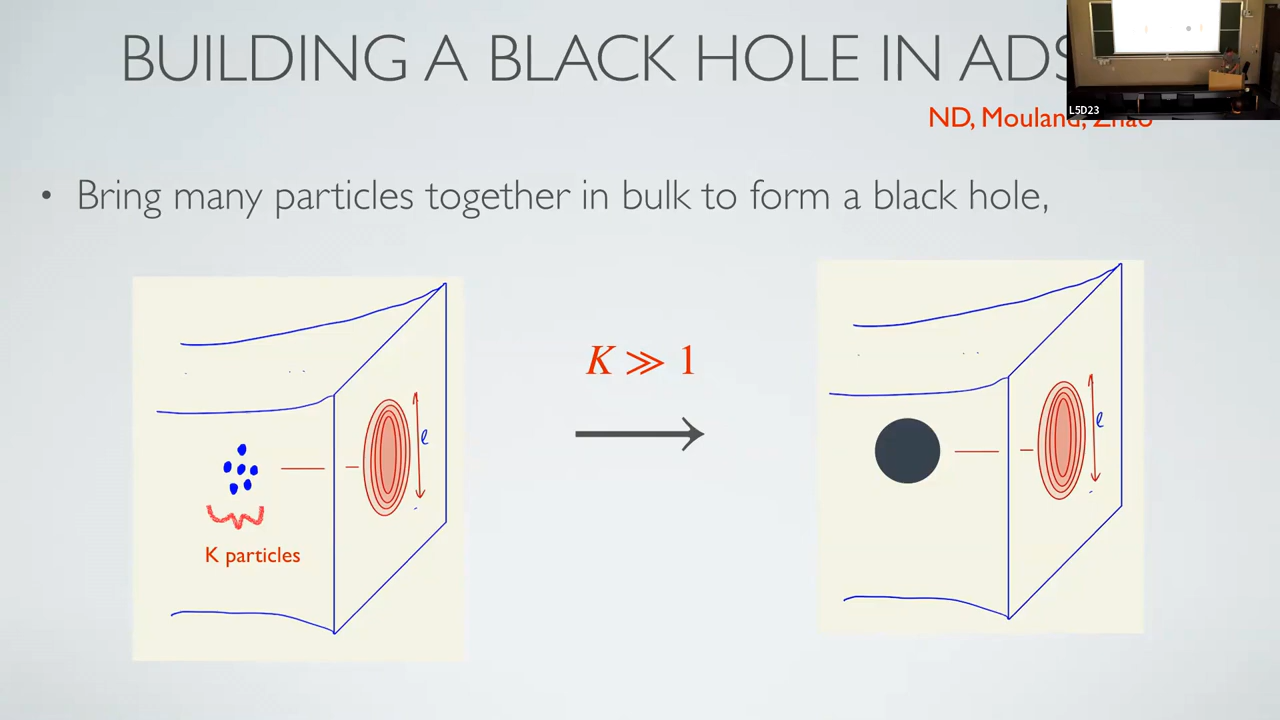 BUILDING A BLACK HOLE IN ADS
L5D23
ND, Mouland, Zhao
• Bring many particles together in bulk to form a black hole,
K ≫ 1
e
e
K particles